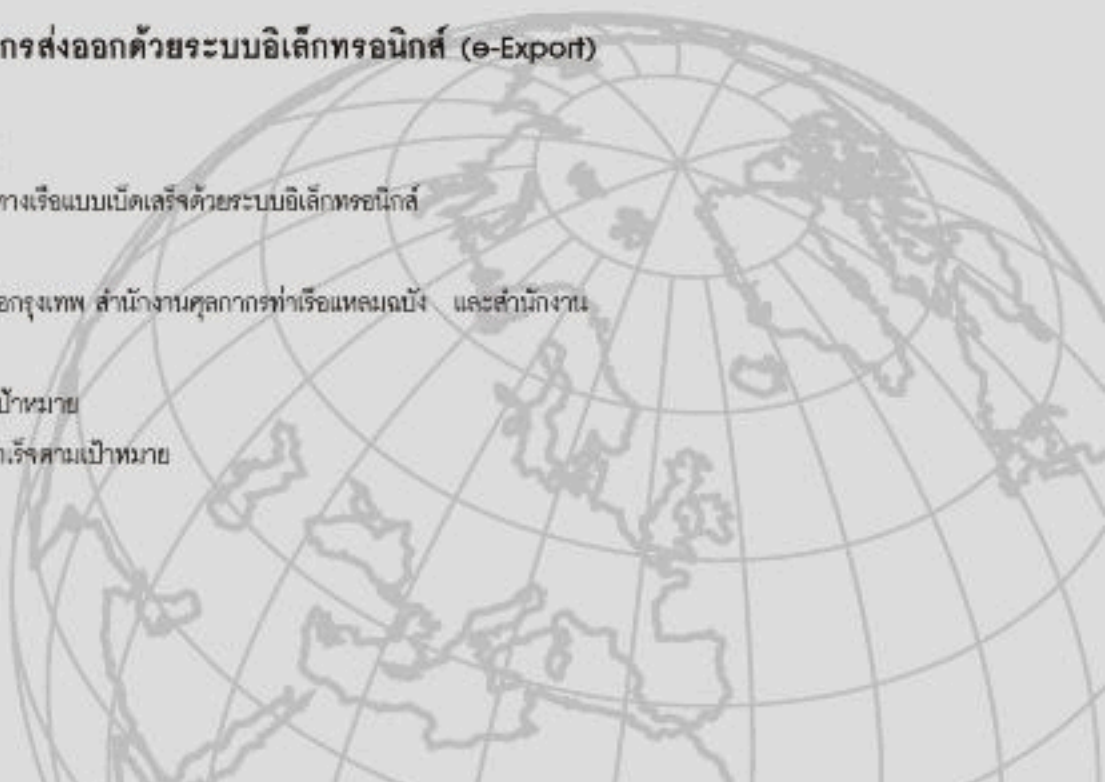 กรส่งออกด้วยระบบอิเล็กทรอนิกส์ (e-Export)
ทางเรือแบบเบ็ดเสร็จด้วยระบบอิเล็กทรอนิกส์
อกรุงเทพ สำนักงานศุลกากรท่าเรือแหลมฉบัง และสำนักงาน
ป้าหมาย
าเร็จตามเป้าหมาย